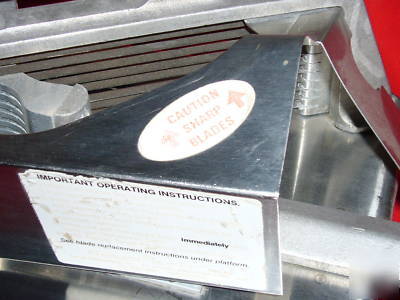 CAUTION
SHARP
BLADES
IMPORTANT OPERATING INSTRUCTIONS.
Immediately
See blade replacement instructions under platform.